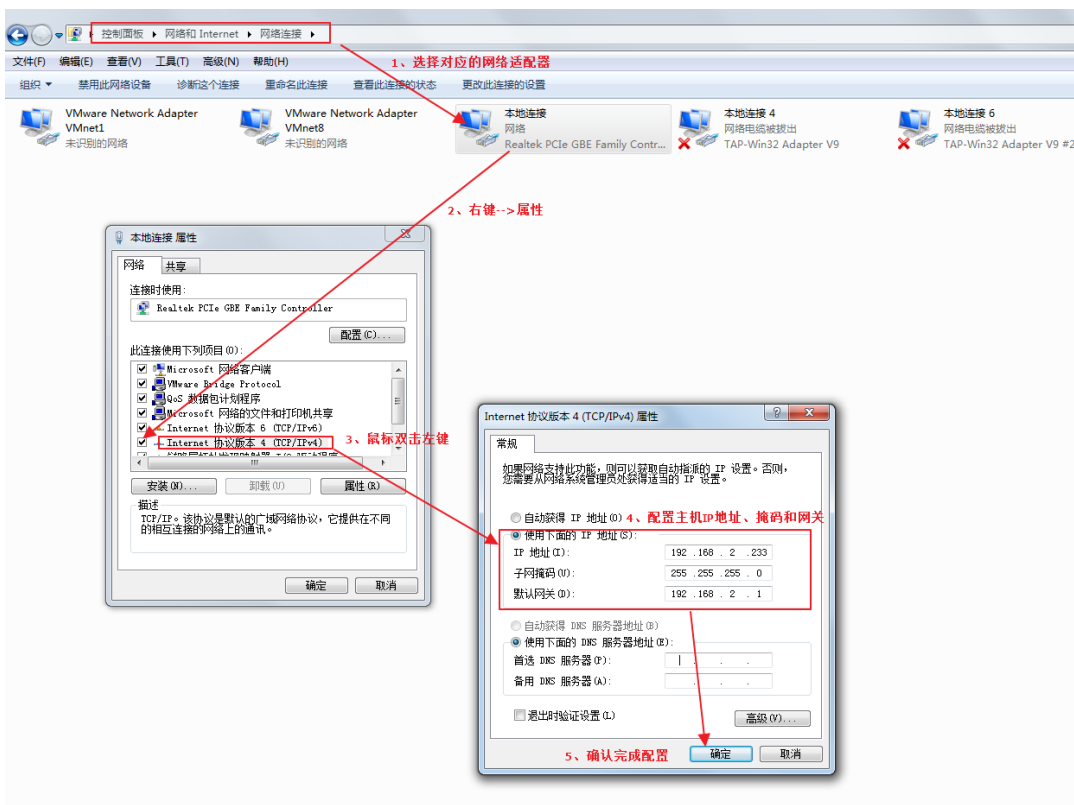 控制面板 ▸ 网络和 Internet ▸ 网络连接 ▸
文件(F) 编辑(E) 查看(V) 工具(T) 高级(N) 帮助(H)
1、选择对应的网络适配器
组织 ▼ 禁用此网络设备 诊断这个连接 重命名此连接 查看此连接的状态 更改此连接的设置
VMware Network Adapter
VMnet1
未识别的网络
VMware Network Adapter
VMnet8
未识别的网络
本地连接
网络
Realtek PCIe GBE Family Contr...
本地连接 4
网络电缆被拔出
TAP-Win32 Adapter V9
本地连接 6
网络电缆被拔出
TAP-Win32 Adapter V9 #2
2、右键-->属性
本地连接 属性
网络 共享
连接时使用:
Realtek PCIe GBE Family Controller
配置(C)...
此连接使用下列项目(O):
Microsoft 网络客户端
VMware Bridge Protocol
QoS 数据包计划程序
Microsoft 网络的文件和打印机共享
Internet 协议版本 6 (TCP/IPv6)
Internet 协议版本 4 (TCP/IPv4)
3、鼠标双击左键
安装(N)... 卸载(U) 属性(R)
描述
TCP/IP。该协议是默认的广域网络协议，它提供在不同
的相互连接的网络上的通讯。
确定 取消
Internet 协议版本 4 (TCP/IPv4) 属性
常规
如果网络支持此功能，则可以获取自动指派的 IP 设置。否则，
您需要从网络系统管理员处获得适当的 IP 设置。
自动获得 IP 地址(O)
4、配置主机IP地址、掩码和网关
使用下面的 IP 地址(S):
IP 地址(I): 192 .168 . 2 .233
子网掩码(U): 255 .255 .255 . 0
默认网关(D): 192 .168 . 2 . 1
自动获得 DNS 服务器地址(B)
使用下面的 DNS 服务器地址(E):
首选 DNS 服务器(P): . . .
备用 DNS 服务器(A): . . .
退出时验证设置(L)
高级(V)...
5、确认完成配置
确定 取消